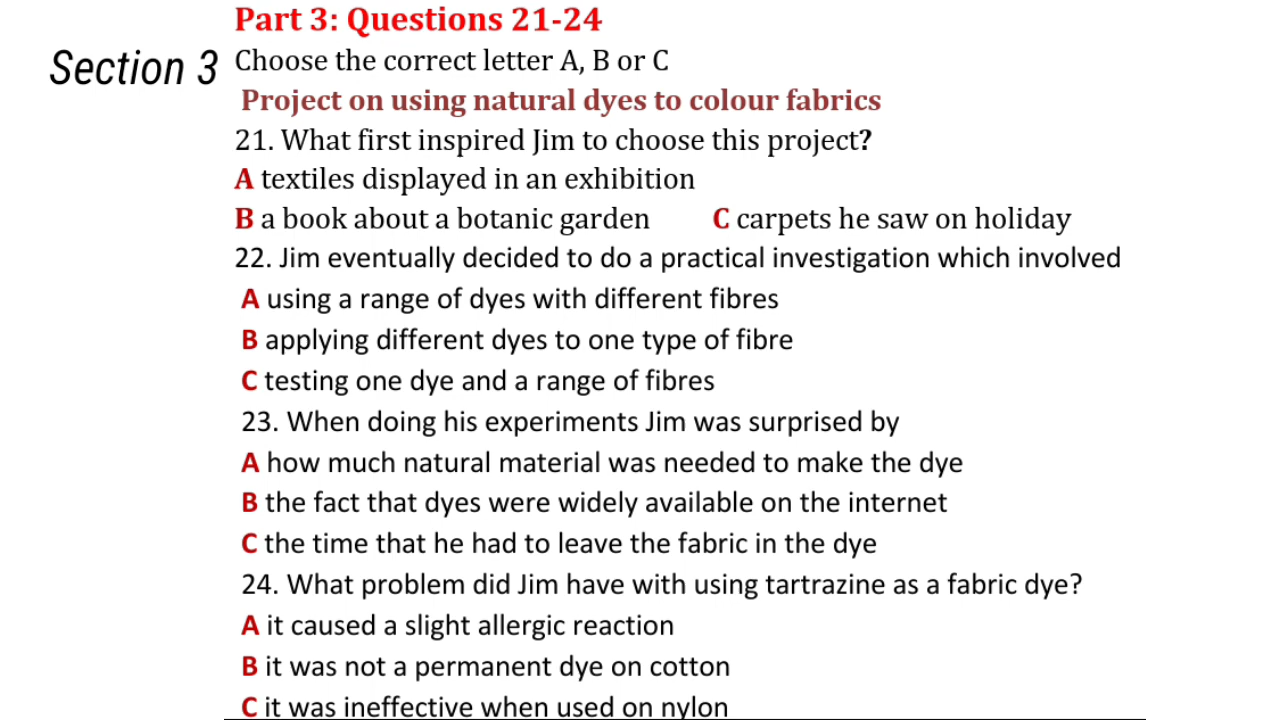 Part 3: Questions 21-24
Section 3
Choose the correct letter A, B or C
Project on using natural dyes to colour fabrics
21. What first inspired Jim to choose this project?
A textiles displayed in an exhibition
B a book about a botanic garden C carpets he saw on holiday
22. Jim eventually decided to do a practical investigation which involved
A using a range of dyes with different fibres
B applying different dyes to one type of fibre
C testing one dye and a range of fibres
23. When doing his experiments Jim was surprised by
A how much natural material was needed to make the dye
B the fact that dyes were widely available on the internet
C the time that he had to leave the fabric in the dye
24. What problem did Jim have with using tartrazine as a fabric dye?
A it caused a slight allergic reaction
B it was not a permanent dye on cotton
C it was ineffective when used on nylon